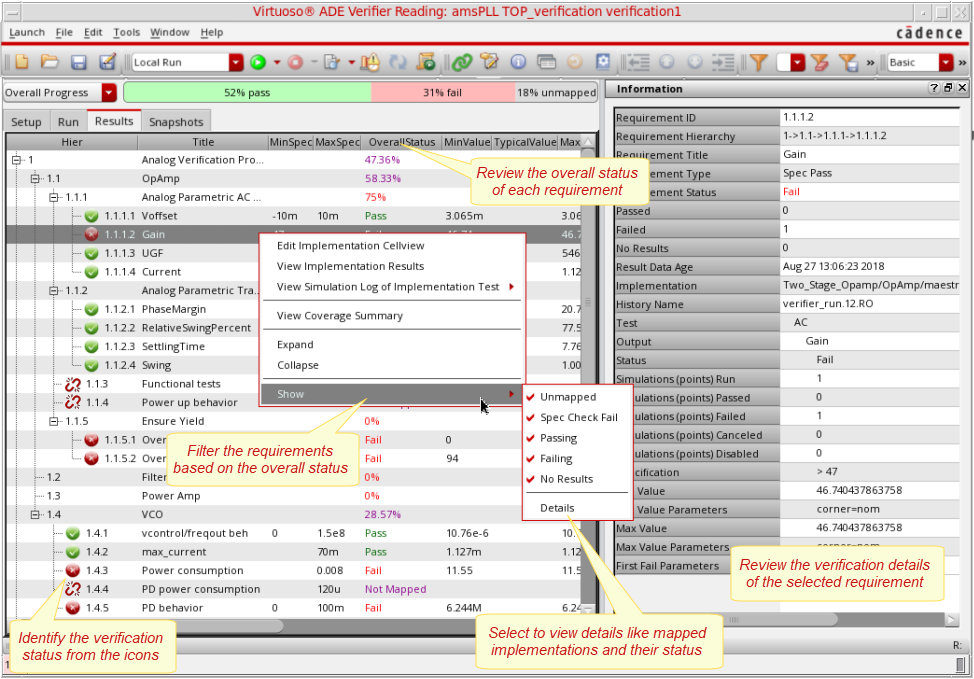 Virtuoso® ADE Verifier Reading: amsPLL TOP_verification verification1
Launch File Edit Tools Window Help
cādence
Local Run
Basic
Overall Progress
52% pass
31% fail
18% unmapped
Setup Run Results Snapshots
Hier Title MinSpec MaxSpec OverallStatus MinValue TypicalValue Max
1 Analog Verification Pro... 47.36%
1.1 OpAmp 58.33%
1.1.1 Analog Parametric AC ... 75%
1.1.1.1 Voffset -10m 10m Pass 3.065m 3.06
1.1.1.2 Gain 46.7
1.1.1.3 UGF 546
1.1.1.4 Current 1.12
1.1.2 Analog Parametric Tra...
1.1.2.1 PhaseMargin 20.7
1.1.2.2 RelativeSwingPercent 77.5
1.1.2.3 SettlingTime 7.76
1.1.2.4 Swing 1.00
1.1.3 Functional tests
1.1.4 Power up behavior
1.1.5 Ensure Yield 0%
1.1.5.1 Over Fail 0
1.1.5.2 Over Fail 94
1.2 Filter 0%
1.3 Power Amp 0%
1.4 VCO 28.57%
1.4.1 vcontrol/freqout beh 0 1.5e8 Pass 10.76e-6 10.
1.4.2 max_current 70m Pass 1.127m 1.12
1.4.3 Power consumption 0.008 Fail 11.55 11.5
1.4.4 PD power consumption 120u Not Mapped
1.4.5 PD behavior 0 100m Fail 6.244M 6.24
Edit Implementation Cellview
View Implementation Results
View Simulation Log of Implementation Test
View Coverage Summary
Expand
Collapse
Show
Unmapped
Spec Check Fail
Passing
Failing
No Results
Details
Review the overall status
of each requirement
Filter the requirements
based on the overall status
Identify the verification
status from the icons
Select to view details like mapped
implementations and their status
Information
Requirement ID 1.1.1.2
Requirement Hierarchy 1->1.1->1.1.1->1.1.1.2
Requirement Title Gain
ement Type Spec Pass
ement Status Fail
Passed 0
Failed 1
No Results 0
Result Data Age Aug 27 13:06:23 2018
Implementation Two_Stage_Opamp/OpAmp/maestr
History Name verifier_run.12.RO
Test AC
Output Gain
Status Fail
Simulations (points) Run 1
ulations (points) Passed 0
ulations (points) Failed 1
ulations (points) Canceled 0
ulations (points) Disabled 0
cification > 47
Value 46.740437863758
Value Parameters corner=nom
Max Value 46.740437863758
Max Value Parameters corner=nom
First Fail Parameters
Review the verification details
of the selected requirement
R:
1